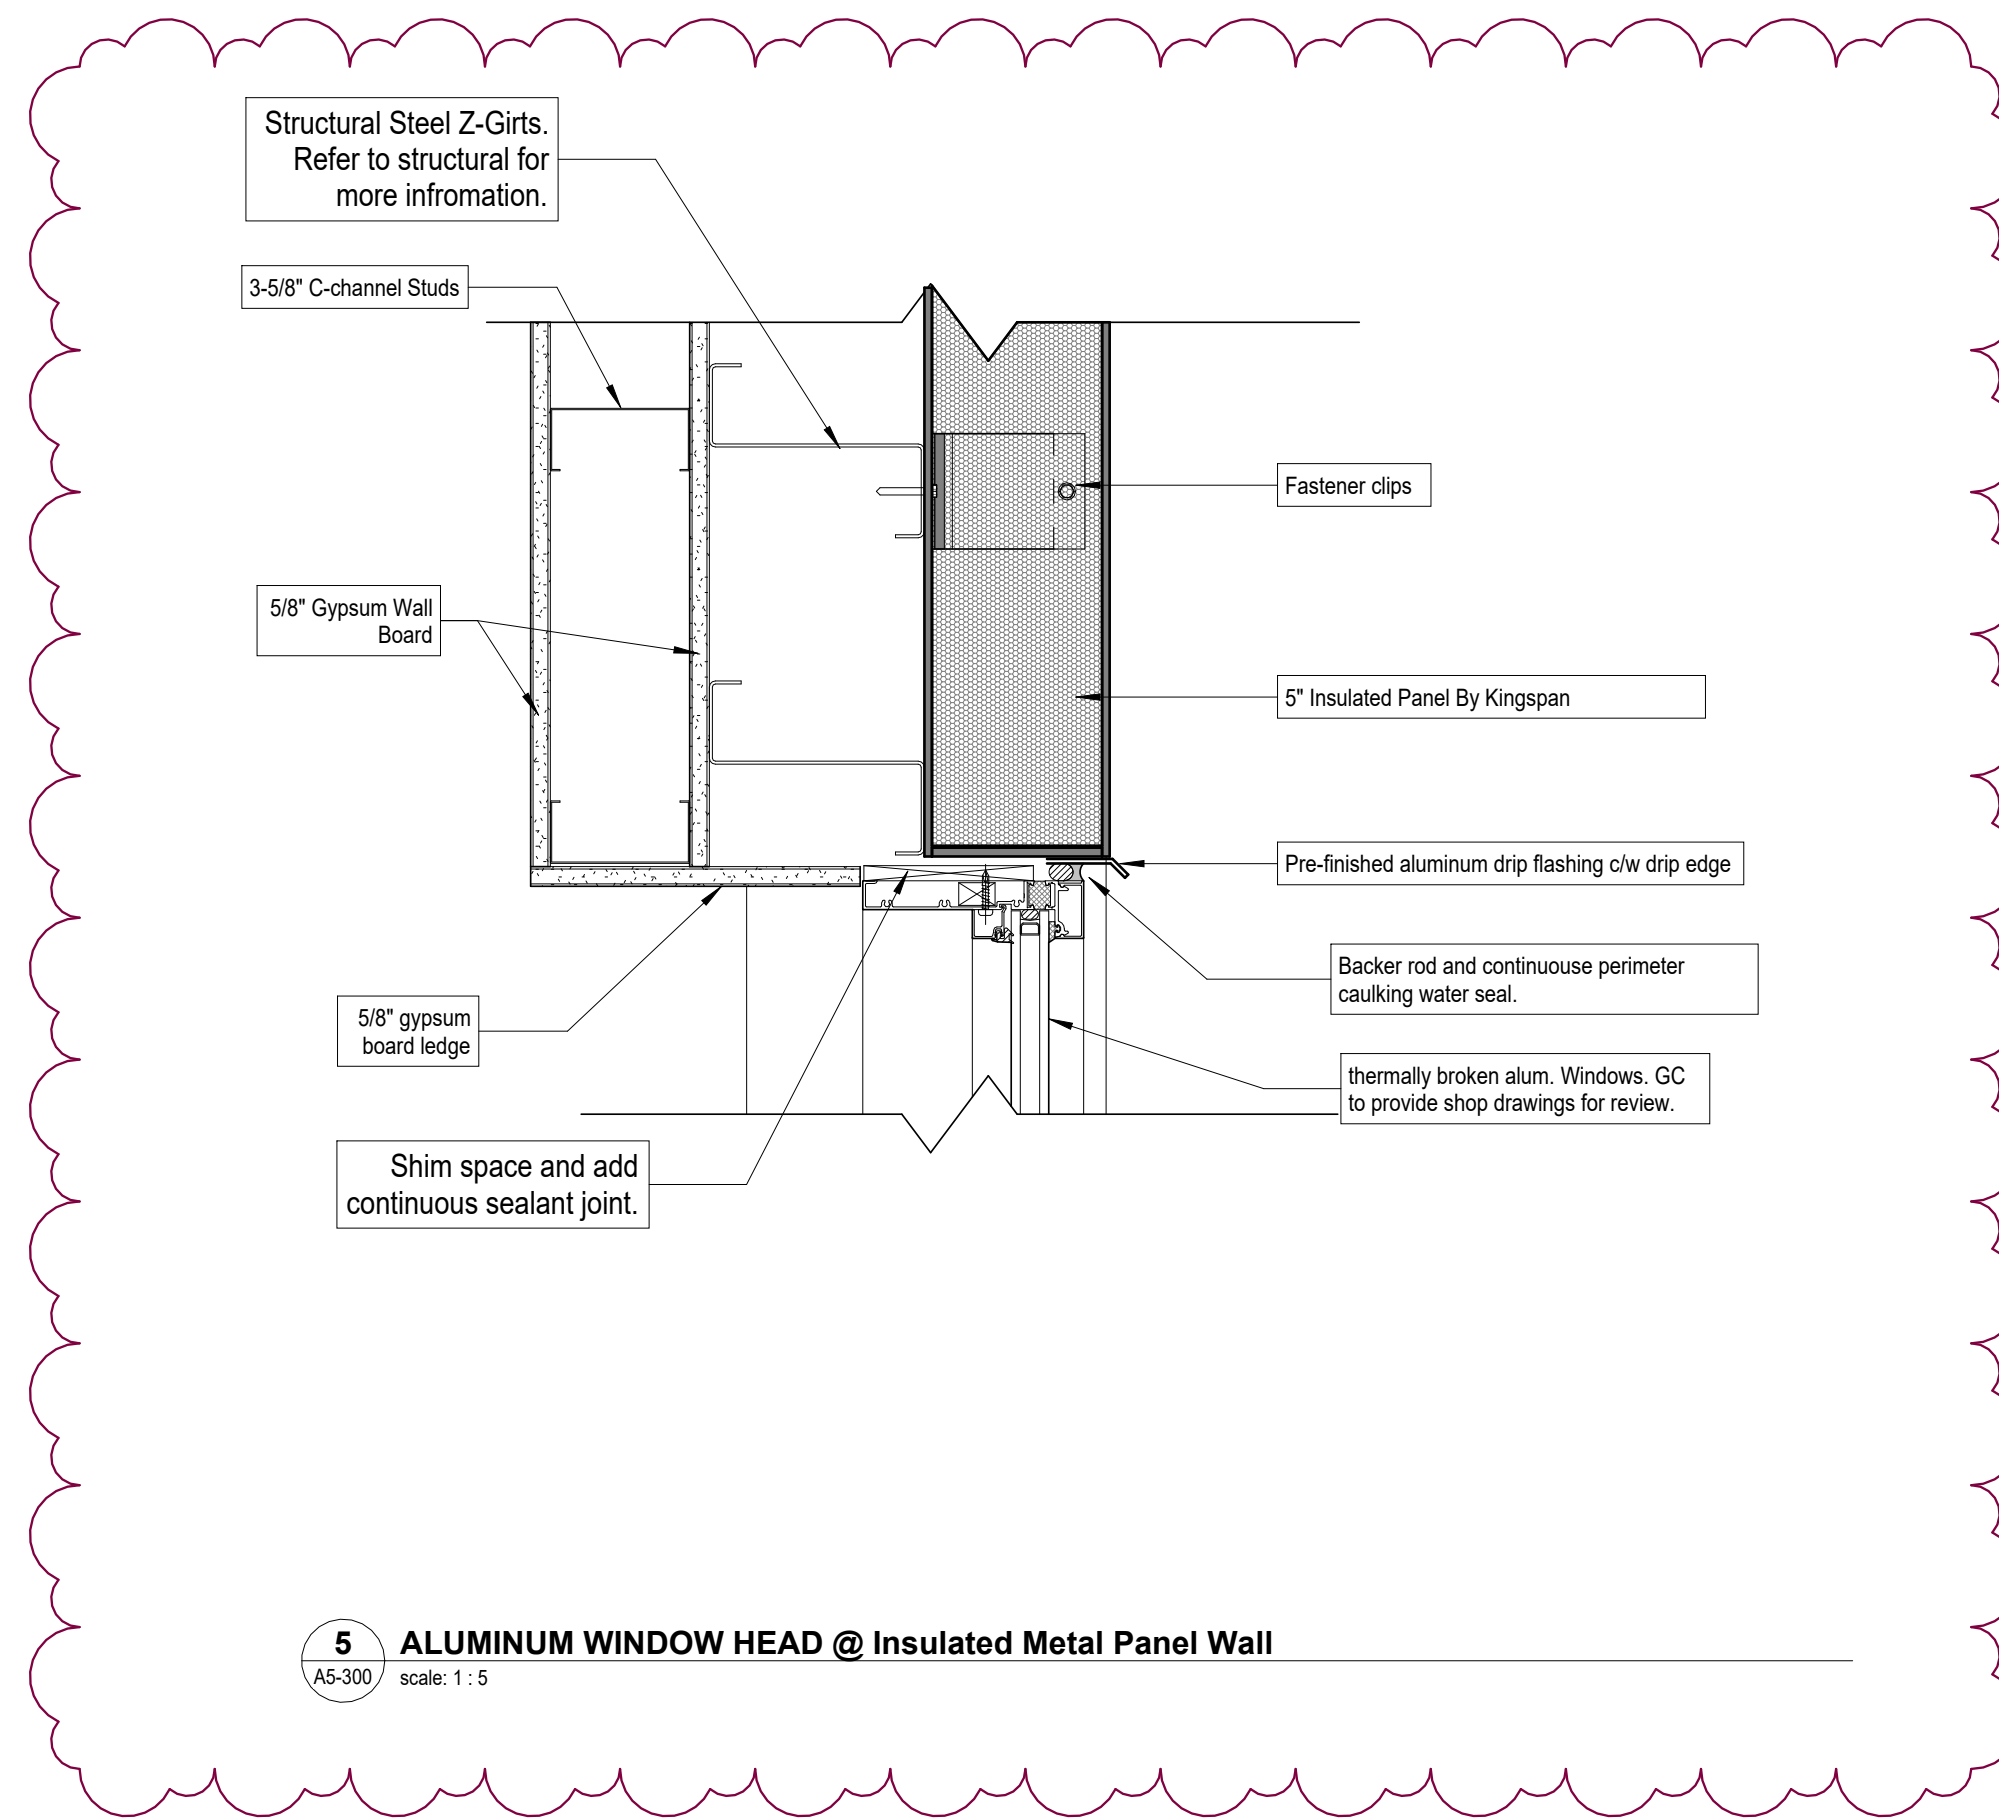 Structural Steel Z-Girts.
Refer to structural for
more infromation.
3-5/8" C-channel Studs
Fastener clips
5/8" Gypsum Wall
Board
5" Insulated Panel By Kingspan
Pre-finished aluminum drip flashing c/w drip edge
Backer rod and continuouse perimeter
caulking water seal.
5/8" gypsum
board ledge
thermally broken alum. Windows. GC
to provide shop drawings for review.
Shim space and add
continuous sealant joint.
5
ALUMINUM WINDOW HEAD @ Insulated Metal Panel Wall
A5-300
scale: 1 : 5